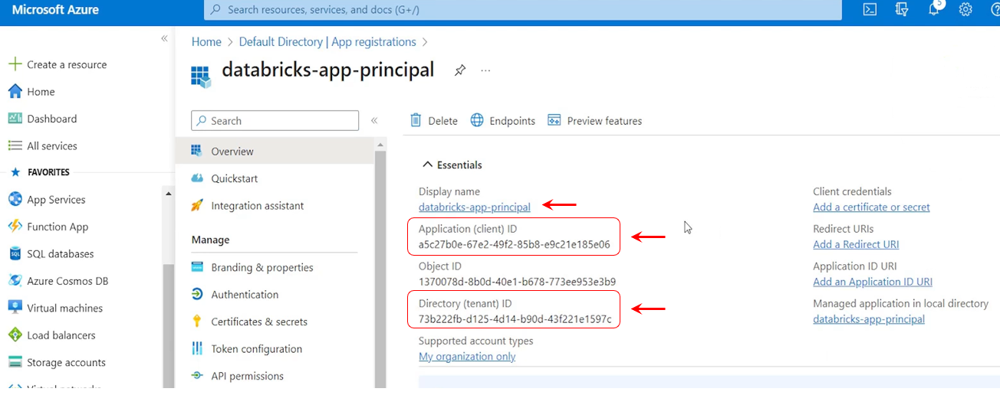 Microsoft Azure
Search resources, services, and docs (G+/)
5
Home > Default Directory | App registrations >
databricks-app-principal
Create a resource
Home
Dashboard
All services
FAVORITES
App Services
Function App
SQL databases
Azure Cosmos DB
Virtual machines
Load balancers
Storage accounts
Search
Overview
Quickstart
Integration assistant
Manage
Branding & properties
Authentication
Certificates & secrets
Token configuration
API permissions
Delete
Endpoints
Preview features
Essentials
Display name
databricks-app-principal
Application (client) ID
a5c27b0e-67e2-49f2-85b8-e9c21e185e06
Object ID
1370078d-8b0d-40e1-b678-773ee953e3b9
Directory (tenant) ID
73b222fb-d125-4d14-b90d-43f221e1597c
Supported account types
My organization only
Client credentials
Add a certificate or secret
Redirect URIs
Add a Redirect URI
Application ID URI
Add an Application ID URI
Managed application in local directory
databricks-app-principal